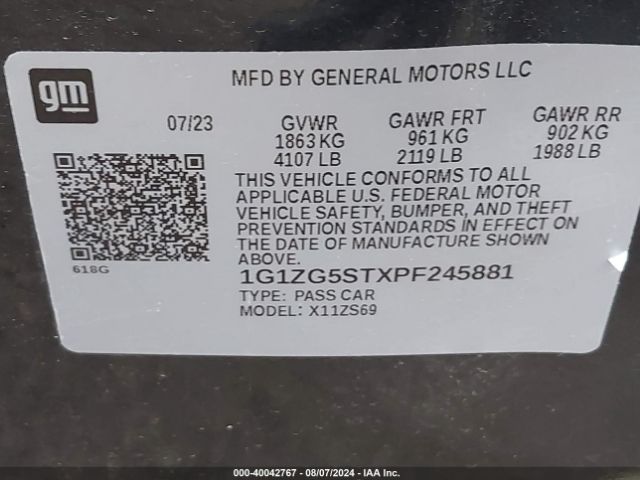 gm
MFD BY GENERAL MOTORS LLC
07/23 GVWR GAWR FRT GAWR RR
1863 KG 961 KG 902 KG
4107 LB 2119 LB 1988 LB
THIS VEHICLE CONFORMS TO ALL
APPLICABLE U.S. FEDERAL MOTOR
VEHICLE SAFETY, BUMPER, AND THEFT
PREVENTION STANDARDS IN EFFECT ON
THE DATE OF MANUFACTURE SHOWN
ABOVE.
618G
1G1ZG5STXPF245881
TYPE: PASS CAR
MODEL: X11ZS69
000-40042767 - 08/07/2024 - IAA Inc.